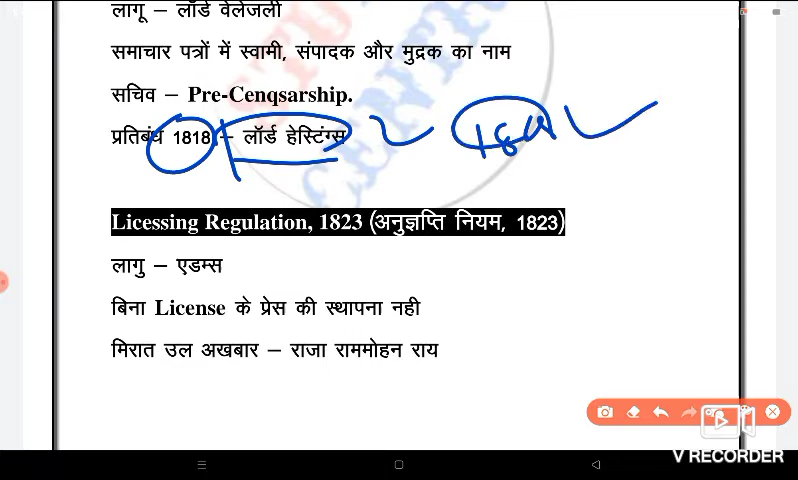 लागू – लॉर्ड वेलेजली
समाचार पत्रों में स्वामी, संपादक और मुद्रक का नाम
सचिव – Pre-Cenqsarship.
प्रतिबंध 1818 – लॉर्ड हेस्टिंग्स
Licessing Regulation, 1823 (अनुज्ञप्ति नियम, 1823)
लागु – एडम्स
बिना License के प्रेस की स्थापना नही
मिरात उल अखबार – राजा राममोहन राय
V RECORDER